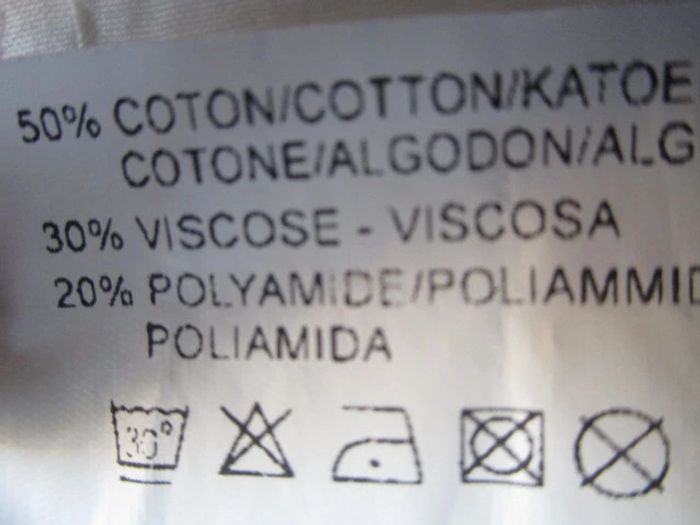 50% COTON/COTTON/KATOE
COTONE/ALGODON/ALG
30% VISCOSE - VISCOSA
20% POLYAMIDE/POLIAMMID
POLIAMIDA
30°